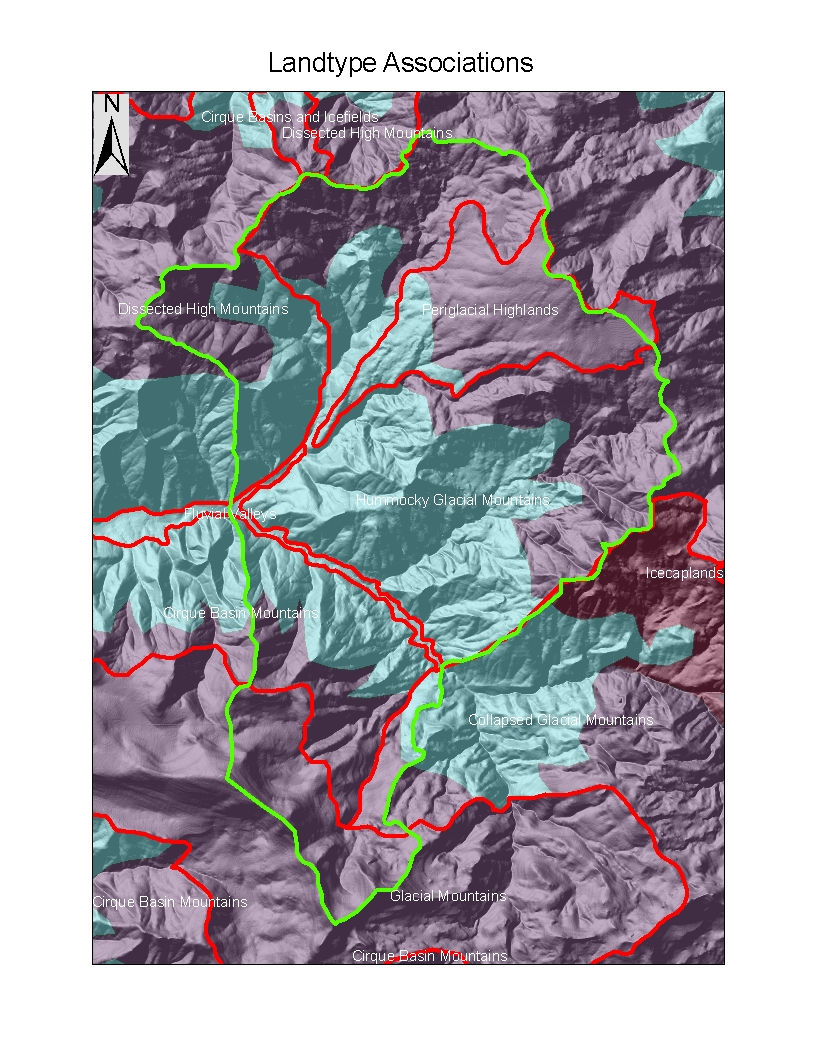 Landtype Associations
N
Cirque Basins and Icefields
Dissected High Mountains
Dissected High Mountains
Periglacial Highlands
Hummocky Glacial Mountains
Fluvial Valleys
Icecaplands
Cirque Basin Mountains
Collapsed Glacial Mountains
Glacial Mountains
Cirque Basin Mountains
Cirque Basin Mountains